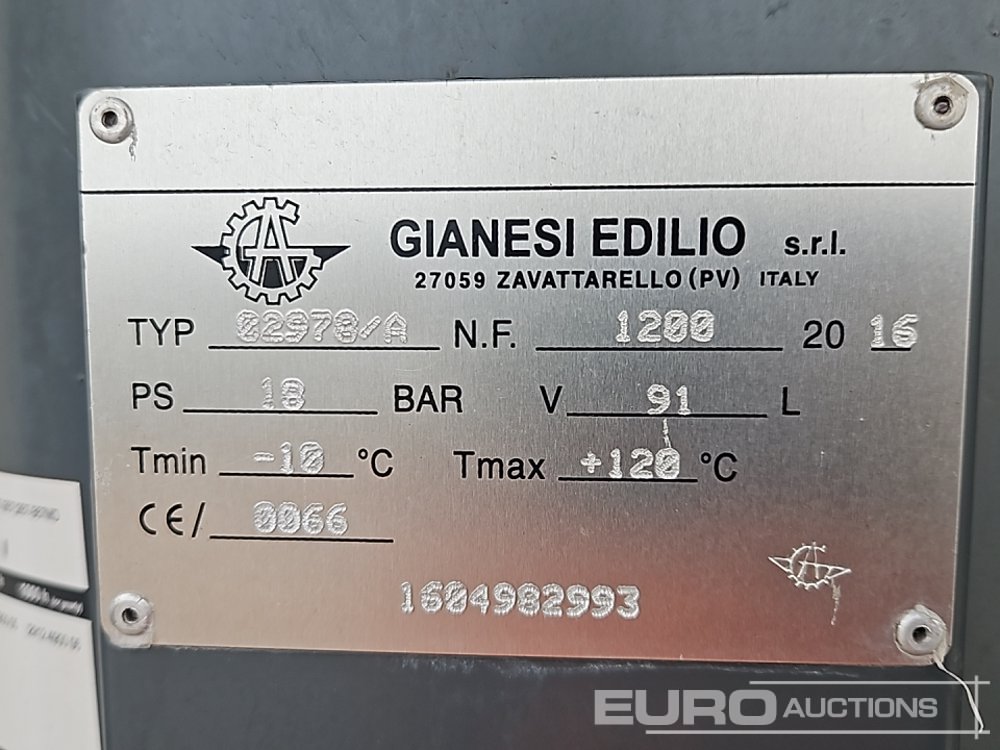 GIANESI EDILIO s.r.l.
27059 ZAVATTARELLO (PV) ITALY
TYP 02978/A N.F. 1200 20 16
PS 18 BAR V 91 L
Tmin -10 °C Tmax +120 °C
CE/ 0066
1604982993
EURO AUCTIONS